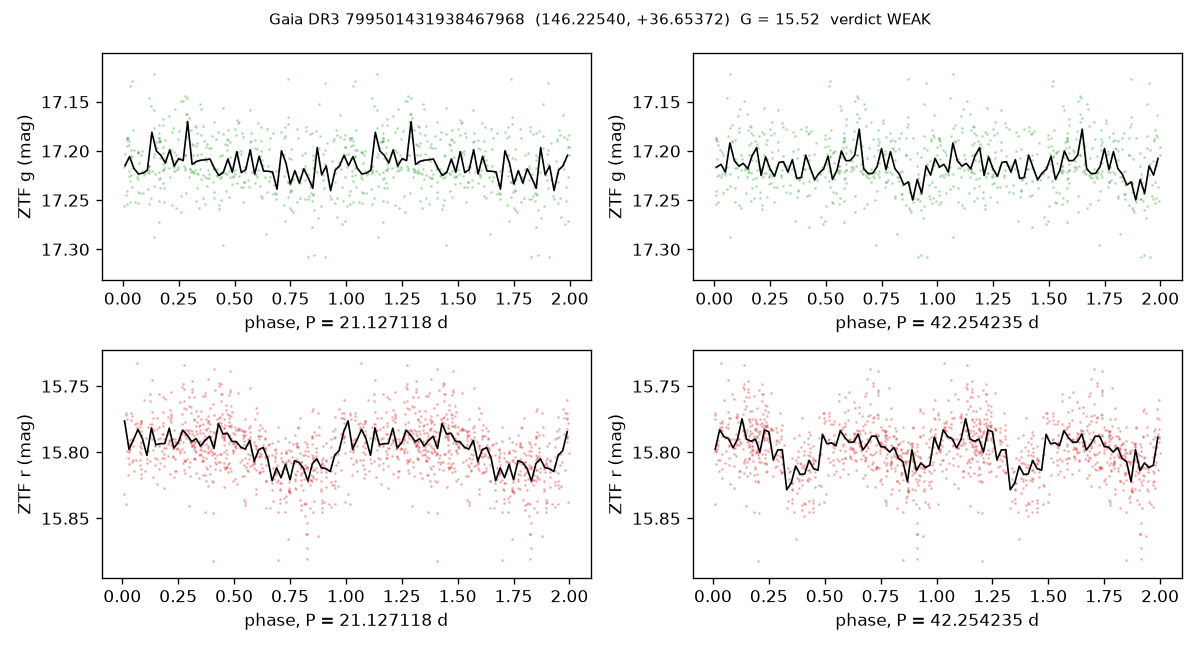 Gaia DR3 799501431938467968  (146.22540, +36.65372)  G = 15.52  verdict WEAK
ZTF g (mag)
17.15
17.20
17.25
17.30
0.00 0.25 0.50 0.75 1.00 1.25 1.50 1.75 2.00
phase, P = 21.127118 d
ZTF g (mag)
17.15
17.20
17.25
17.30
0.00 0.25 0.50 0.75 1.00 1.25 1.50 1.75 2.00
phase, P = 42.254235 d
ZTF r (mag)
15.75
15.80
15.85
0.00 0.25 0.50 0.75 1.00 1.25 1.50 1.75 2.00
phase, P = 21.127118 d
ZTF r (mag)
15.75
15.80
15.85
0.00 0.25 0.50 0.75 1.00 1.25 1.50 1.75 2.00
phase, P = 42.254235 d